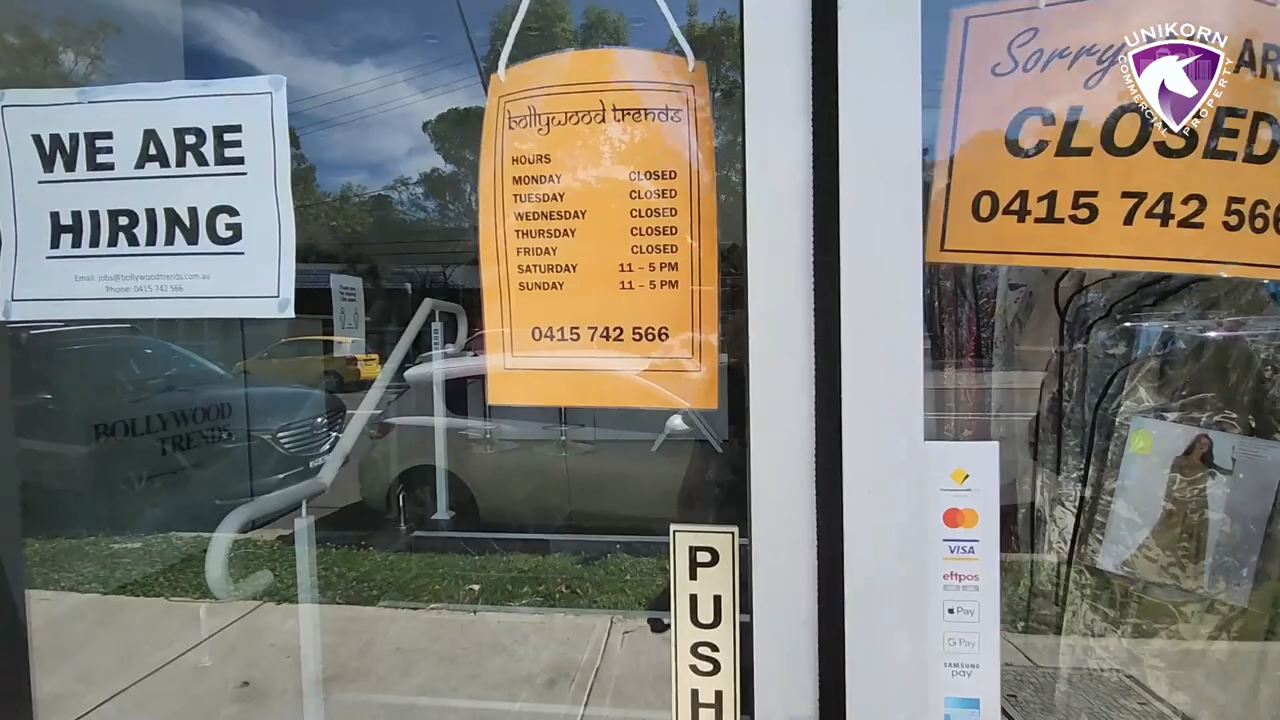 WE ARE
HIRING
Email: jobs@bollywoodtrends.com.au
Phone: 0415 742 566
bollywood trends
HOURS
MONDAY CLOSED
TUESDAY CLOSED
WEDNESDAY CLOSED
THURSDAY CLOSED
FRIDAY CLOSED
SATURDAY 11 – 5 PM
SUNDAY 11 – 5 PM
0415 742 566
Sorry
CLOSED
0415 742 566
UNIKORN
COMMERCIAL PROPERTY
BOLLYWOOD
TRENDS
PUSH
VISA
eftpos
Pay
G Pay
SAMSUNG
pay